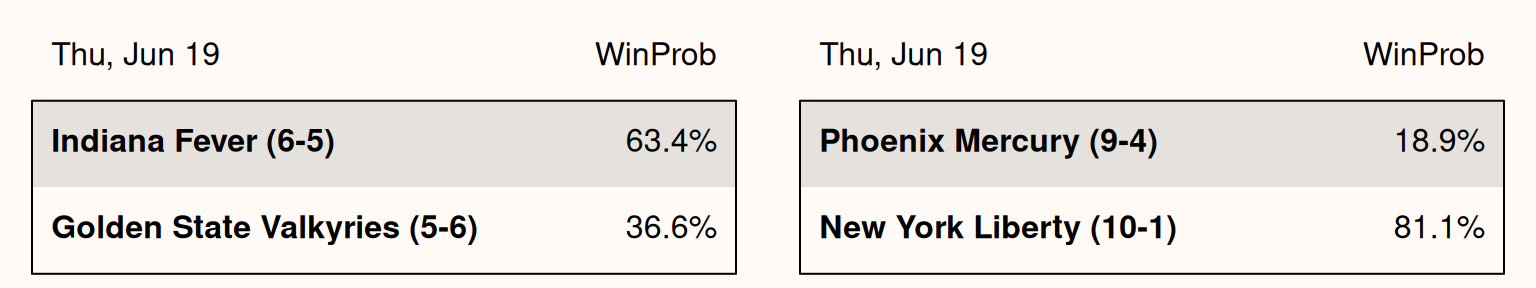 Thu, Jun 19 WinProb
Indiana Fever (6-5) 63.4%
Golden State Valkyries (5-6) 36.6%
Thu, Jun 19 WinProb
Phoenix Mercury (9-4) 18.9%
New York Liberty (10-1) 81.1%